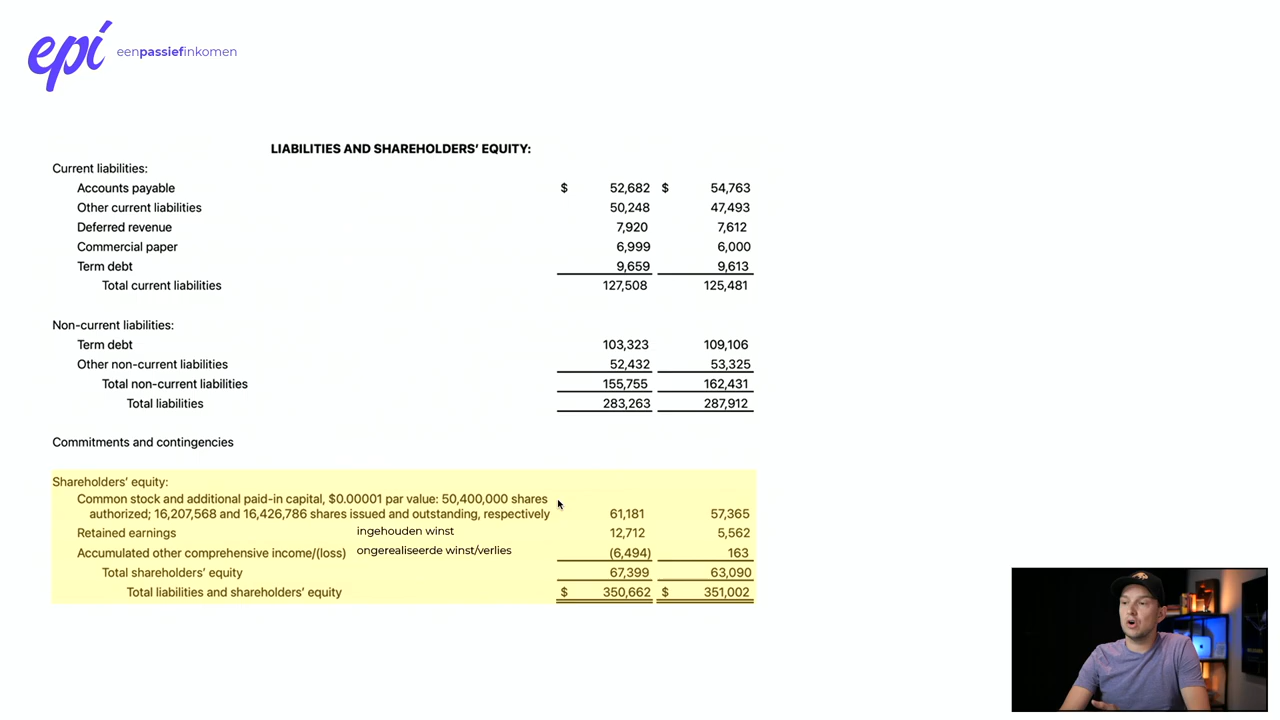 epi eenpassiefinkomen
LIABILITIES AND SHAREHOLDERS' EQUITY:
Current liabilities:
Accounts payable $ 52,682 $ 54,763
Other current liabilities 50,248 47,493
Deferred revenue 7,920 7,612
Commercial paper 6,999 6,000
Term debt 9,659 9,613
Total current liabilities 127,508 125,481
Non-current liabilities:
Term debt 103,323 109,106
Other non-current liabilities 52,432 53,325
Total non-current liabilities 155,755 162,431
Total liabilities 283,263 287,912
Commitments and contingencies
Shareholders' equity:
Common stock and additional paid-in capital, $0.00001 par value: 50,400,000 shares
authorized; 16,207,568 and 16,426,786 shares issued and outstanding, respectively 61,181 57,365
Retained earnings ingehouden winst 12,712 5,562
Accumulated other comprehensive income/(loss) ongerealiseerde winst/verlies (6,494) 163
Total shareholders' equity 67,399 63,090
Total liabilities and shareholders' equity $ 350,662 $ 351,002